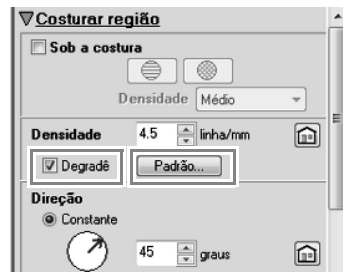 Costurar região
Sob a costura
Densidade Médio
Densidade 4.5 linha/mm
Degradê Padrão...
Direção
Constante
45 graus